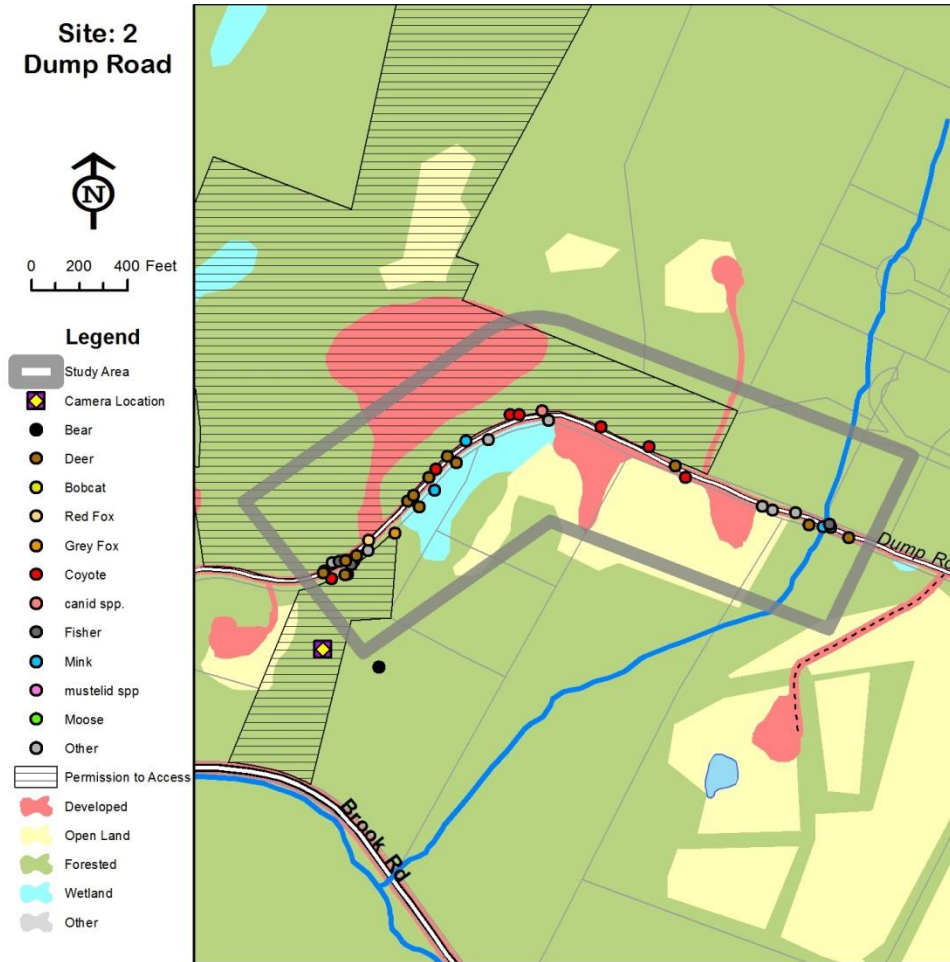 Site: 2
Dump Road
N
0 200 400 Feet
Legend
Study Area
Camera Location
Bear
Deer
Bobcat
Red Fox
Grey Fox
Coyote
canid spp.
Fisher
Mink
mustelid spp
Moose
Other
Permission to Access
Developed
Open Land
Forested
Wetland
Other
Dump Rd
Brook Rd